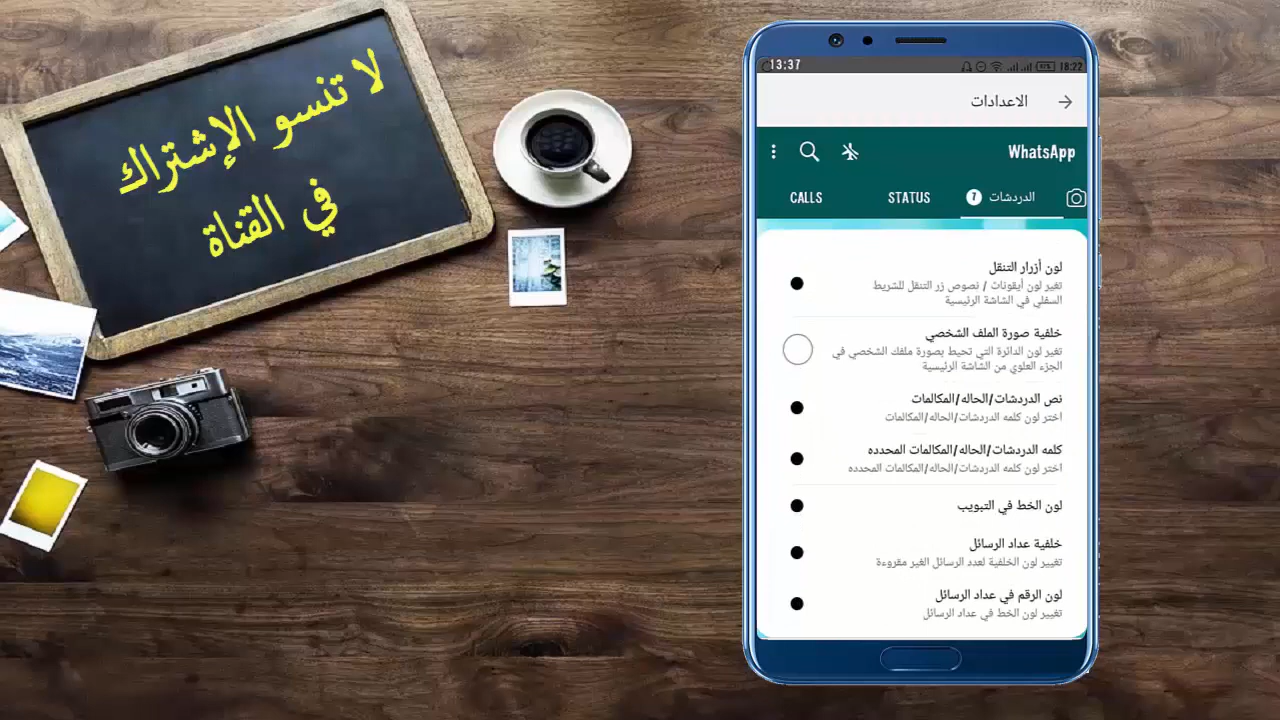 لا تنسو الإشتراك
في القناة
13:37
18:22
الاعدادات
WhatsApp
CALLS
STATUS
الدردشات
لون أزرار التنقل
تغير لون أيقونات / نصوص زر التنقل للشريط
السفلي في الشاشة الرئيسية
خلفية صورة الملف الشخصي
تغير لون الدائرة التي تحيط بصورة ملفك الشخصي في
الجزء العلوي من الشاشة الرئيسية
نص الدردشات/الحاله/المكالمات
اختر لون كلمه الدردشات/الحاله/المكالمات
كلمه الدردشات/الحاله/المكالمات المحدده
اختر لون كلمه الدردشات/الحاله/المكالمات المحدده
لون الخط في التبويب
خلفية عداد الرسائل
تغيير لون الخلفية لعدد الرسائل الغير مقروءة
لون الرقم في عداد الرسائل
تغيير لون الخط في عداد الرسائل